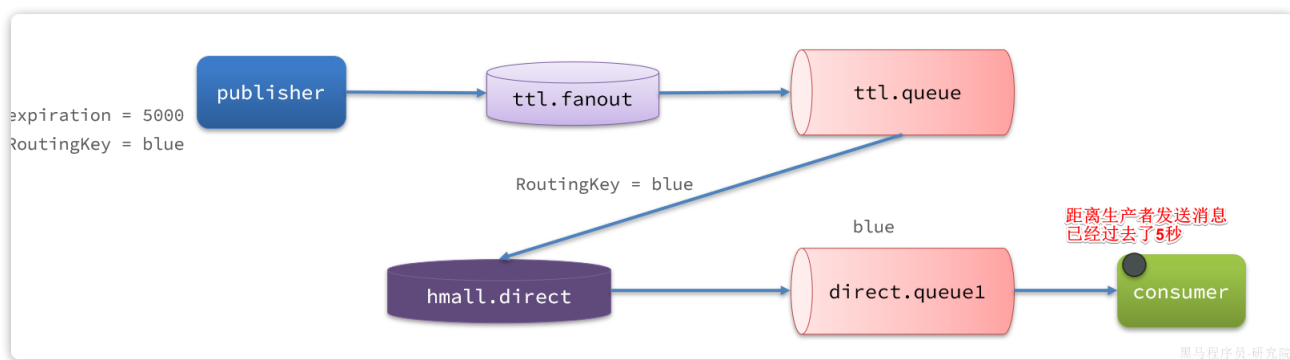 publisher
ttl.fanout
ttl.queue
expiration = 5000
RoutingKey = blue
RoutingKey = blue
距离生产者发送消息
已经过去了5秒
blue
hmall.direct
direct.queue1
consumer
黑马程序员-研究院